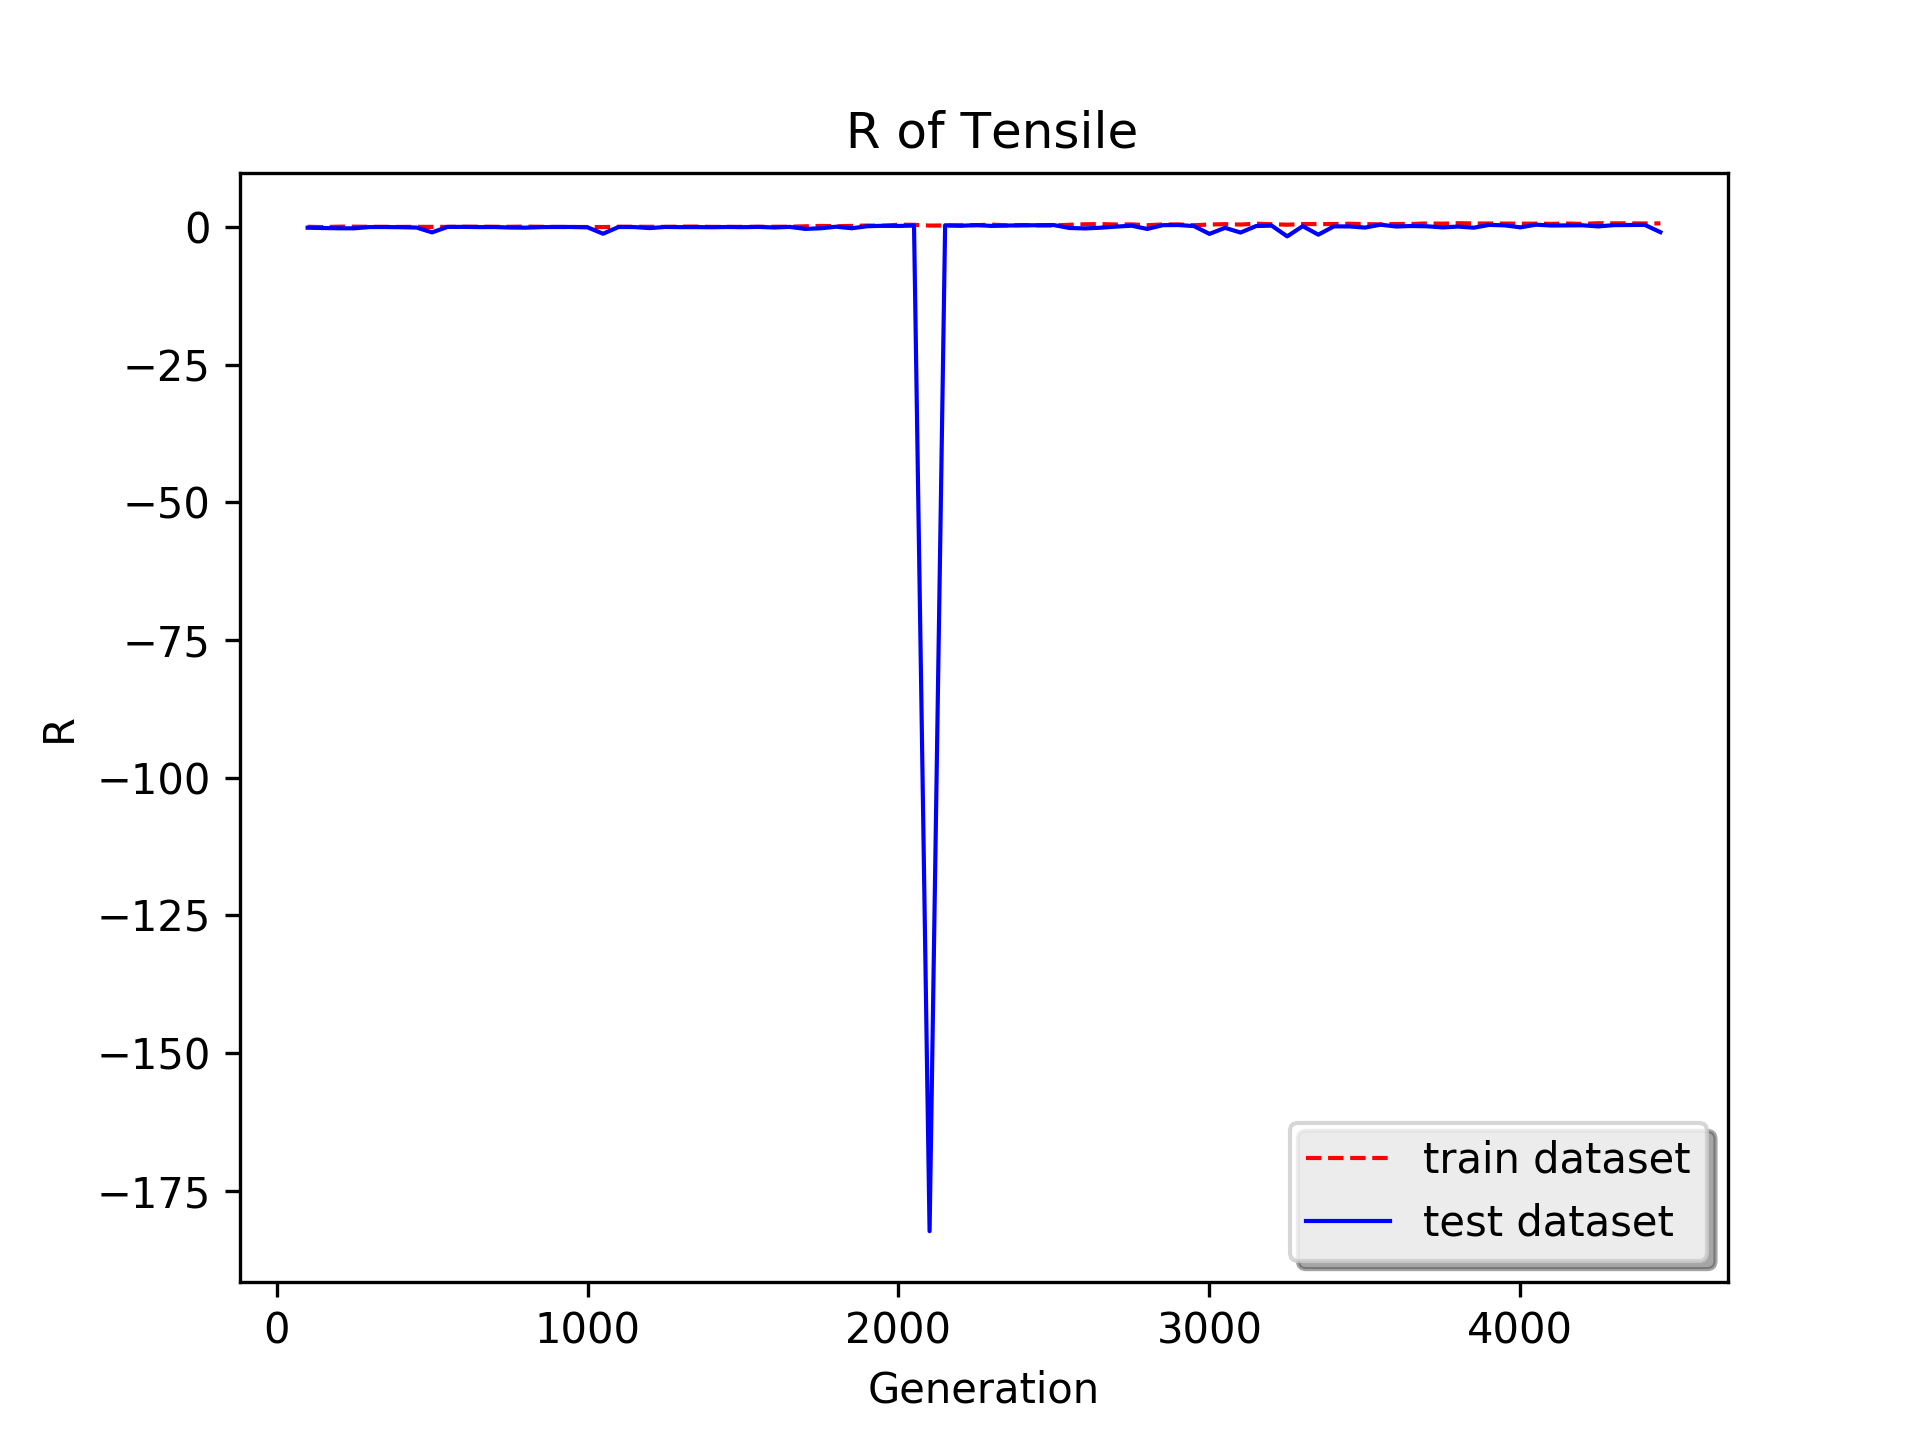 R of Tensile
0
−25
−50
−75
−100
−125
−150
−175
R
train dataset
test dataset
0 1000 2000 3000 4000
Generation